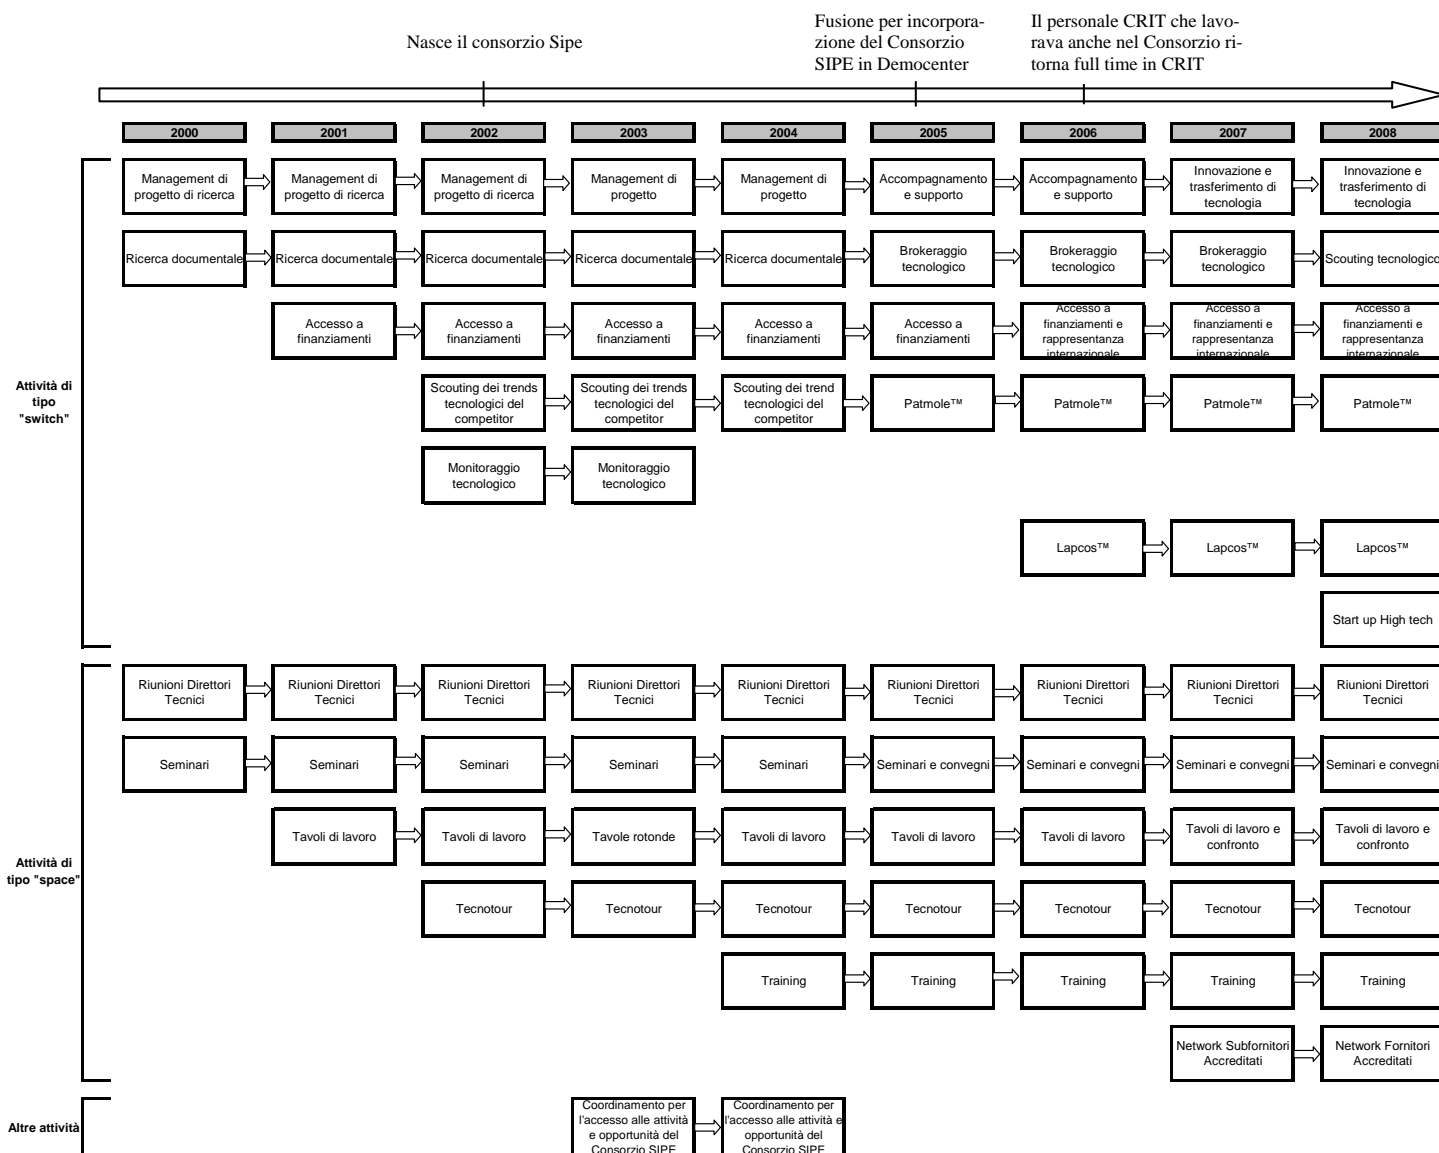 Nasce il consorzio Sipe
Fusione per incorpora-
zione del Consorzio
SIPE in Democenter
Il personale CRIT che lavo-
rava anche nel Consorzio ri-
torna full time in CRIT
2000 2001 2002 2003 2004 2005 2006 2007 2008
Attività di
tipo
"switch"
Management di
progetto di ricerca
Management di
progetto di ricerca
Management di
progetto di ricerca
Management di
progetto
Management di
progetto
Accompagnamento
e supporto
Accompagnamento
e supporto
Innovazione e
trasferimento di
tecnologia
Innovazione e
trasferimento di
tecnologia
Ricerca documentale
Ricerca documentale
Ricerca documentale
Ricerca documentale
Ricerca documentale
Brokeraggio
tecnologico
Brokeraggio
tecnologico
Brokeraggio
tecnologico
Scouting tecnologico
Accesso a
finanziamenti
Accesso a
finanziamenti
Accesso a
finanziamenti
Accesso a
finanziamenti
Accesso a
finanziamenti
Accesso a
finanziamenti e
rappresentanza
internazionale
Accesso a
finanziamenti e
rappresentanza
internazionale
Accesso a
finanziamenti e
rappresentanza
internazionale
Scouting dei trends
tecnologici del
competitor
Scouting dei trends
tecnologici del
competitor
Scouting dei trend
tecnologici del
competitor
Patmole™
Patmole™
Patmole™
Patmole™
Monitoraggio
tecnologico
Monitoraggio
tecnologico
Lapcos™
Lapcos™
Lapcos™
Start up High tech
Attività di
tipo "space"
Riunioni Direttori
Tecnici
Riunioni Direttori
Tecnici
Riunioni Direttori
Tecnici
Riunioni Direttori
Tecnici
Riunioni Direttori
Tecnici
Riunioni Direttori
Tecnici
Riunioni Direttori
Tecnici
Riunioni Direttori
Tecnici
Riunioni Direttori
Tecnici
Seminari
Seminari
Seminari
Seminari
Seminari
Seminari e convegni
Seminari e convegni
Seminari e convegni
Seminari e convegni
Tavoli di lavoro
Tavoli di lavoro
Tavole rotonde
Tavoli di lavoro
Tavoli di lavoro
Tavoli di lavoro
Tavoli di lavoro e
confronto
Tavoli di lavoro e
confronto
Tecnotour
Tecnotour
Tecnotour
Tecnotour
Tecnotour
Tecnotour
Tecnotour
Training
Training
Training
Training
Training
Network Subfornitori
Accreditati
Network Fornitori
Accreditati
Altre attività
Coordinamento per
l'accesso alle attività
e opportunità del
Consorzio SIPE
Coordinamento per
l'accesso alle attività e
opportunità del
Consorzio SIPE